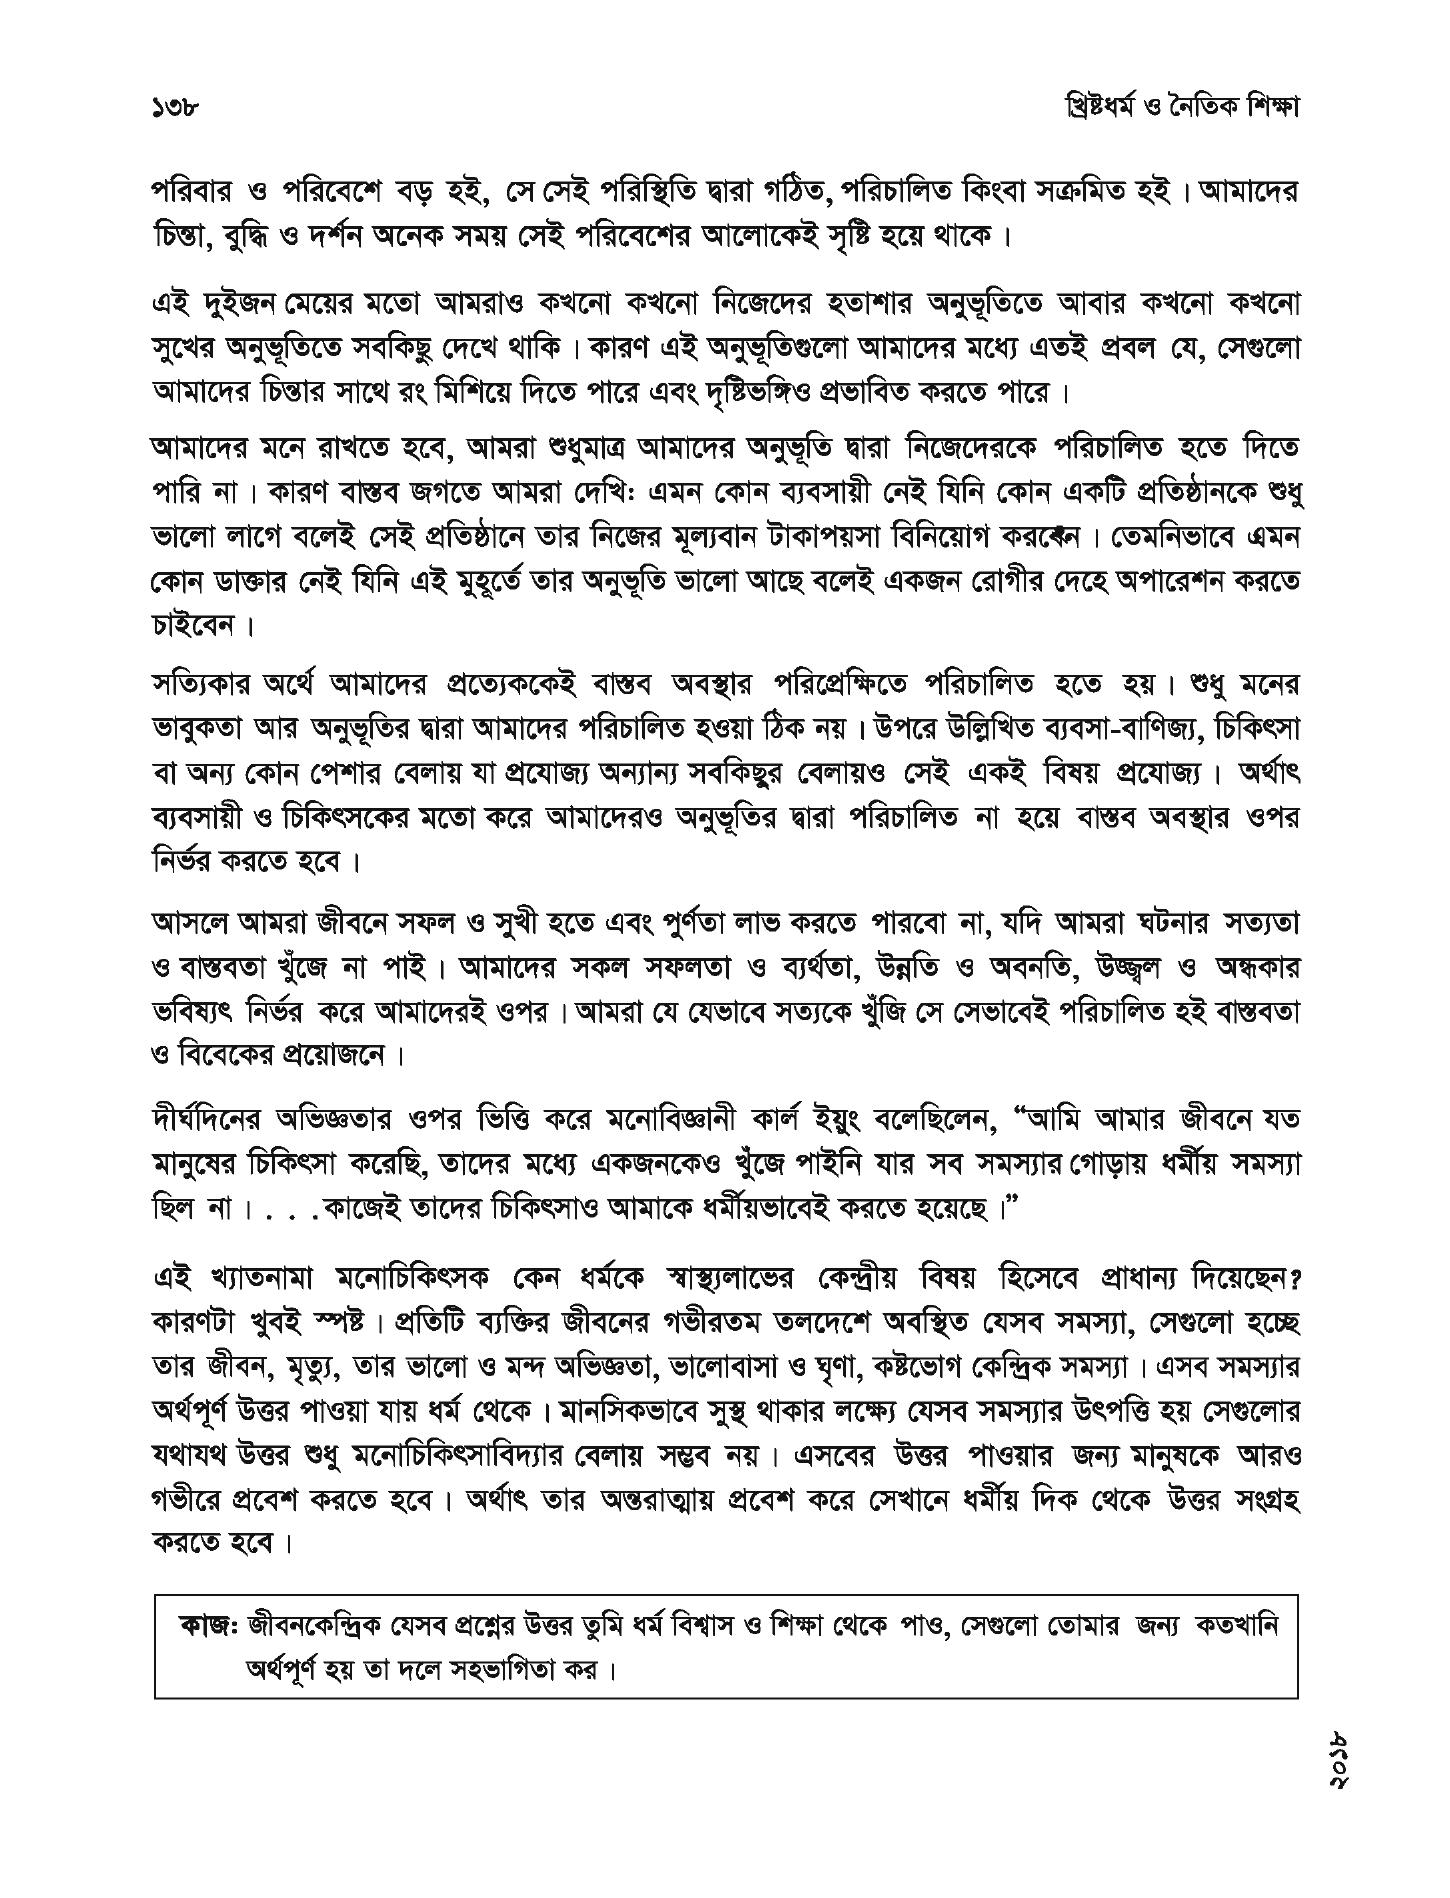 ১৩৮
খ্রিষ্টধর্ম ও নৈতিক শিক্ষা
পরিবার ও পরিবেশে বড় হই, সে সেই পরিস্থিতি দ্বারা গঠিত, পরিচালিত কিংবা সক্রমিত হই । আমাদের
চিন্তা, বুদ্ধি ও দর্শন অনেক সময় সেই পরিবেশের আলোকেই সৃষ্টি হয়ে থাকে ।
এই দুইজন মেয়ের মতো আমরাও কখনো কখনো নিজেদের হতাশার অনুভূতিতে আবার কখনো কখনো
সুখের অনুভূতিতে সবকিছু দেখে থাকি । কারণ এই অনুভূতিগুলো আমাদের মধ্যে এতই প্রবল যে, সেগুলো
আমাদের চিন্তার সাথে রং মিশিয়ে দিতে পারে এবং দৃষ্টিভঙ্গিও প্রভাবিত করতে পারে ।
আমাদের মনে রাখতে হবে, আমরা শুধুমাত্র আমাদের অনুভূতি দ্বারা নিজেদেরকে পরিচালিত হতে দিতে
পারি না । কারণ বাস্তব জগতে আমরা দেখি: এমন কোন ব্যবসায়ী নেই যিনি কোন একটি প্রতিষ্ঠানকে শুধু
ভালো লাগে বলেই সেই প্রতিষ্ঠানে তার নিজের মূল্যবান টাকাপয়সা বিনিয়োগ করবেন । তেমনিভাবে এমন
কোন ডাক্তার নেই যিনি এই মুহূর্তে তার অনুভূতি ভালো আছে বলেই একজন রোগীর দেহে অপারেশন করতে
চাইবেন ।
সত্যিকার অর্থে আমাদের প্রত্যেককেই বাস্তব অবস্থার পরিপ্রেক্ষিতে পরিচালিত হতে হয় । শুধু মনের
ভাবুকতা আর অনুভূতির দ্বারা আমাদের পরিচালিত হওয়া ঠিক নয় । উপরে উল্লিখিত ব্যবসা-বাণিজ্য, চিকিৎসা
বা অন্য কোন পেশার বেলায় যা প্রযোজ্য অন্যান্য সবকিছুর বেলায়ও সেই একই বিষয় প্রযোজ্য । অর্থাৎ
ব্যবসায়ী ও চিকিৎসকের মতো করে আমাদেরও অনুভূতির দ্বারা পরিচালিত না হয়ে বাস্তব অবস্থার ওপর
নির্ভর করতে হবে ।
আসলে আমরা জীবনে সফল ও সুখী হতে এবং পুর্ণতা লাভ করতে পারবো না, যদি আমরা ঘটনার সত্যতা
ও বাস্তবতা খুঁজে না পাই । আমাদের সকল সফলতা ও ব্যর্থতা, উন্নতি ও অবনতি, উজ্জ্বল ও অন্ধকার
ভবিষ্যৎ নির্ভর করে আমাদেরই ওপর । আমরা যে যেভাবে সত্যকে খুঁজি সে সেভাবেই পরিচালিত হই বাস্তবতা
ও বিবেকের প্রয়োজনে ।
দীর্ঘদিনের অভিজ্ঞতার ওপর ভিত্তি করে মনোবিজ্ঞানী কার্ল ইয়ুং বলেছিলেন, “আমি আমার জীবনে যত
মানুষের চিকিৎসা করেছি, তাদের মধ্যে একজনকেও খুঁজে পাইনি যার সব সমস্যার গোড়ায় ধর্মীয় সমস্যা
ছিল না । . . . কাজেই তাদের চিকিৎসাও আমাকে ধর্মীয়ভাবেই করতে হয়েছে ।”
এই খ্যাতনামা মনোচিকিৎসক কেন ধর্মকে স্বাস্থ্যলাভের কেন্দ্রীয় বিষয় হিসেবে প্রাধান্য দিয়েছেন?
কারণটা খুবই স্পষ্ট । প্রতিটি ব্যক্তির জীবনের গভীরতম তলদেশে অবস্থিত যেসব সমস্যা, সেগুলো হচ্ছে
তার জীবন, মৃত্যু, তার ভালো ও মন্দ অভিজ্ঞতা, ভালোবাসা ও ঘৃণা, কষ্টভোগ কেন্দ্রিক সমস্যা । এসব সমস্যার
অর্থপূর্ণ উত্তর পাওয়া যায় ধর্ম থেকে । মানসিকভাবে সুস্থ থাকার লক্ষ্যে যেসব সমস্যার উৎপত্তি হয় সেগুলোর
যথাযথ উত্তর শুধু মনোচিকিৎসাবিদ্যার বেলায় সম্ভব নয় । এসবের উত্তর পাওয়ার জন্য মানুষকে আরও
গভীরে প্রবেশ করতে হবে । অর্থাৎ তার অন্তরাত্মায় প্রবেশ করে সেখানে ধর্মীয় দিক থেকে উত্তর সংগ্রহ
করতে হবে ।
কাজ: জীবনকেন্দ্রিক যেসব প্রশ্নের উত্তর তুমি ধর্ম বিশ্বাস ও শিক্ষা থেকে পাও, সেগুলো তোমার জন্য কতখানি
অর্থপূর্ণ হয় তা দলে সহভাগিতা কর ।
২০১৮